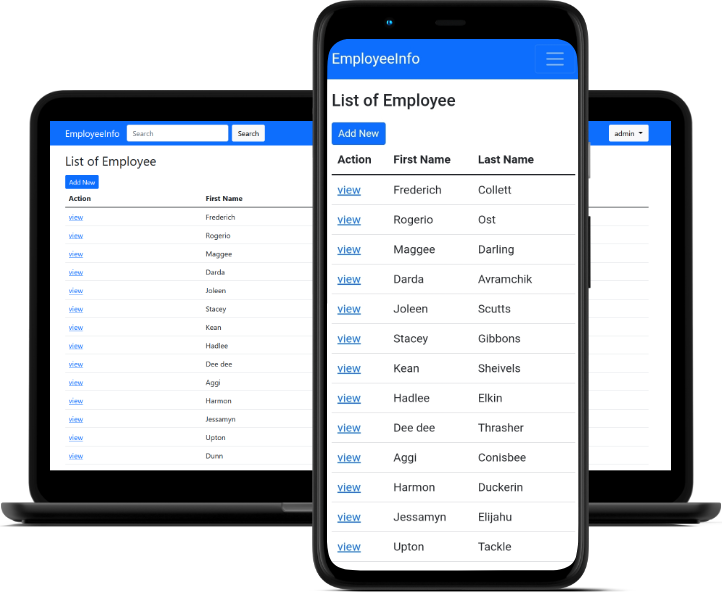 EmployeeInfo Search Search admin
List of Employee
Add New
Action First Name
view Frederich
view Rogerio
view Maggee
view Darda
view Joleen
view Stacey
view Kean
view Hadlee
view Dee dee
view Aggi
view Harmon
view Jessamyn
view Upton
view Dunn
EmployeeInfo
List of Employee
Add New
Action First Name Last Name
view Frederich Collett
view Rogerio Ost
view Maggee Darling
view Darda Avramchik
view Joleen Scutts
view Stacey Gibbons
view Kean Sheivels
view Hadlee Elkin
view Dee dee Thrasher
view Aggi Conisbee
view Harmon Duckerin
view Jessamyn Elijahu
view Upton Tackle